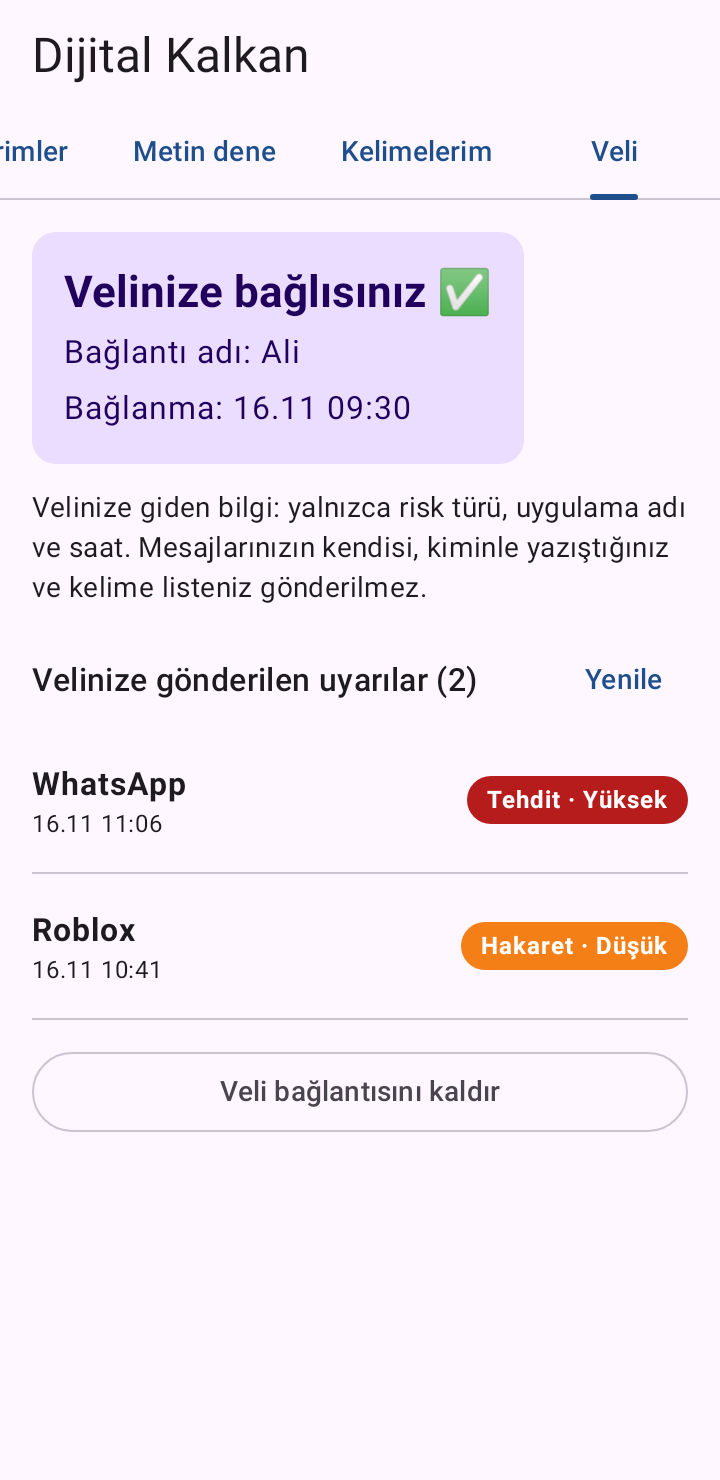 Dijital Kalkan
rimler Metin dene Kelimelerim Veli
Velinize bağlısınız ✅
Bağlantı adı: Ali
Bağlanma: 16.11 09:30
Velinize giden bilgi: yalnızca risk türü, uygulama adı
ve saat. Mesajlarınızın kendisi, kiminle yazıştığınız
ve kelime listeniz gönderilmez.
Velinize gönderilen uyarılar (2) Yenile
WhatsApp
16.11 11:06
Tehdit · Yüksek
Roblox
16.11 10:41
Hakaret · Düşük
Veli bağlantısını kaldır